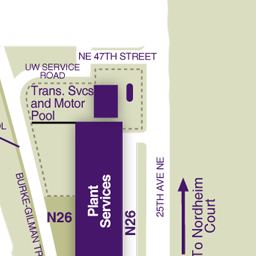 NE 47TH STREET
UW SERVICE
ROAD
Trans. Svcs
and Motor
Pool
OL
BURKE-GILMAN TR
N26
Plant
Services
N26
25TH AVE NE
To Nordheim
Court